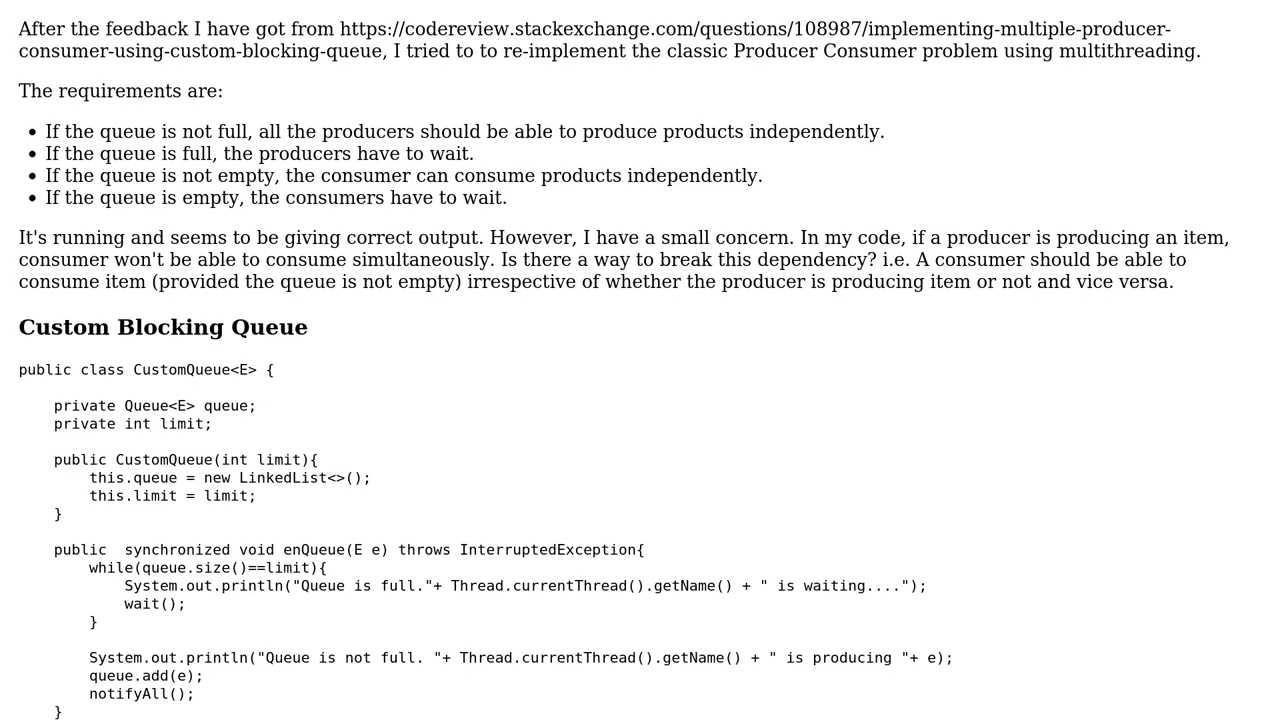 After the feedback I have got from https://codereview.stackexchange.com/questions/108987/implementing-multiple-producer-
consumer-using-custom-blocking-queue, I tried to to re-implement the classic Producer Consumer problem using multithreading.
The requirements are:
• If the queue is not full, all the producers should be able to produce products independently.
• If the queue is full, the producers have to wait.
• If the queue is not empty, the consumer can consume products independently.
• If the queue is empty, the consumers have to wait.
It's running and seems to be giving correct output. However, I have a small concern. In my code, if a producer is producing an item,
consumer won't be able to consume simultaneously. Is there a way to break this dependency? i.e. A consumer should be able to
consume item (provided the queue is not empty) irrespective of whether the producer is producing item or not and vice versa.
Custom Blocking Queue
public class CustomQueue<E> {
    private Queue<E> queue;
    private int limit;
    public CustomQueue(int limit){
        this.queue = new LinkedList<>();
        this.limit = limit;
    }
    public  synchronized void enQueue(E e) throws InterruptedException{
        while(queue.size()==limit){
            System.out.println("Queue is full."+ Thread.currentThread().getName() + " is waiting....");
            wait();
        }
        System.out.println("Queue is not full. "+ Thread.currentThread().getName() + " is producing "+ e);
        queue.add(e);
        notifyAll();
    }